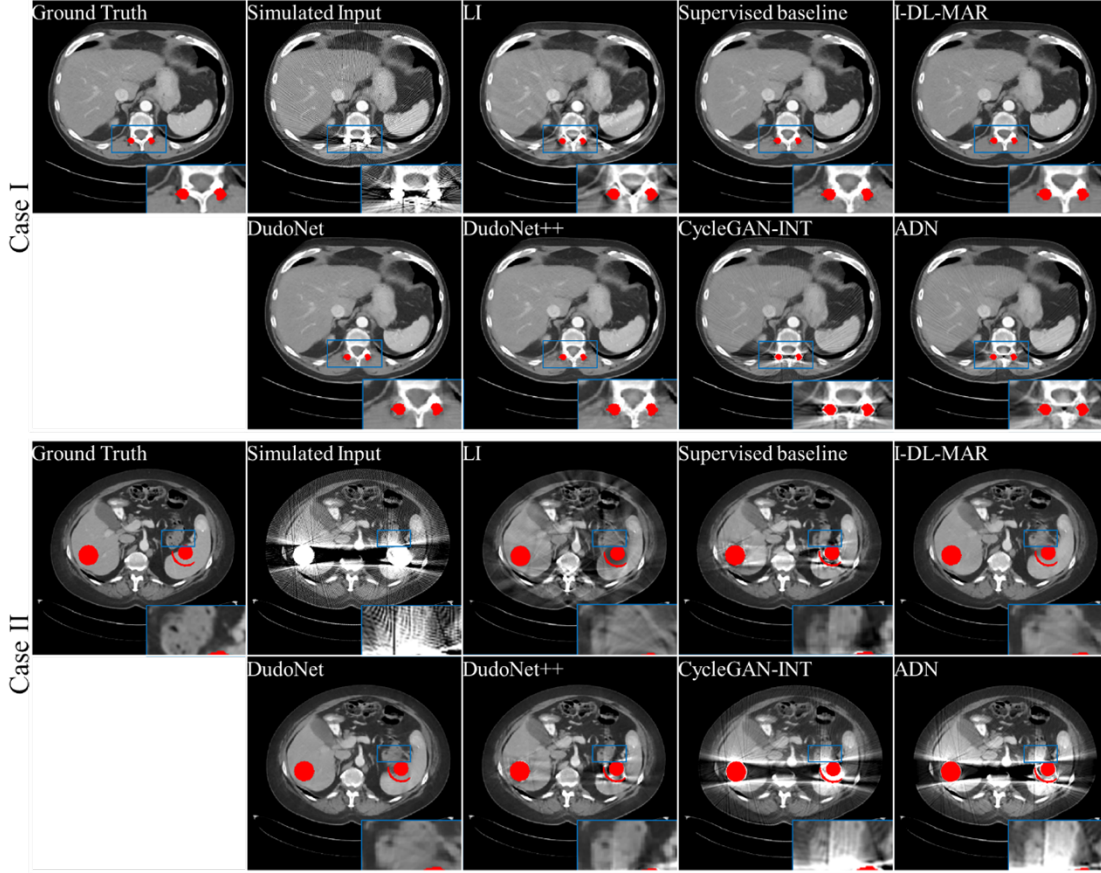 Case I
Ground Truth
Simulated Input
LI
Supervised baseline
I-DL-MAR
DudoNet
DudoNet++
CycleGAN-INT
ADN
Case II
Ground Truth
Simulated Input
LI
Supervised baseline
I-DL-MAR
DudoNet
DudoNet++
CycleGAN-INT
ADN